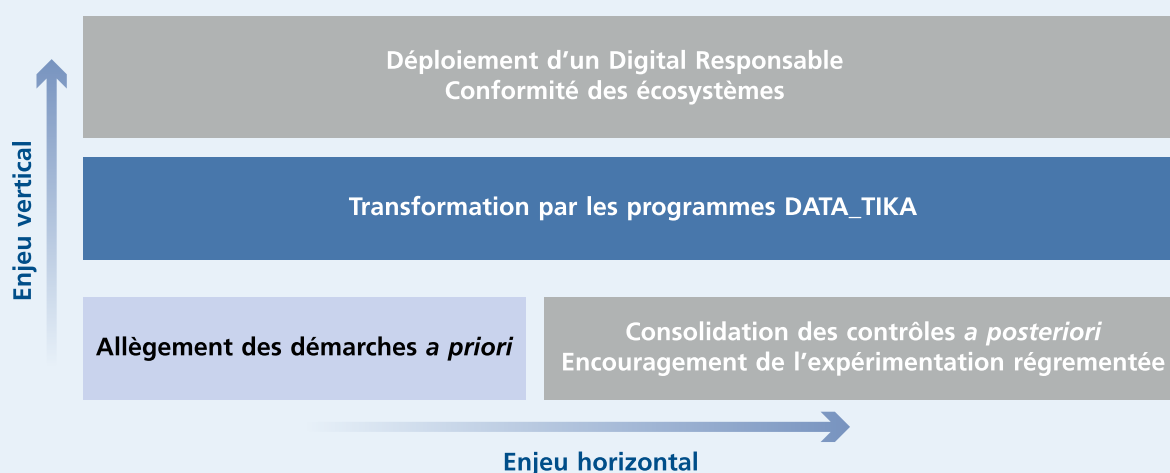 Déploiement d’un Digital Responsable
Conformité des écosystèmes
Enjeu vertical
Transformation par les programmes DATA_TIKA
Allègement des démarches a priori
Consolidation des contrôles a posteriori
Encouragement de l’expérimentation régrementée
Enjeu horizontal